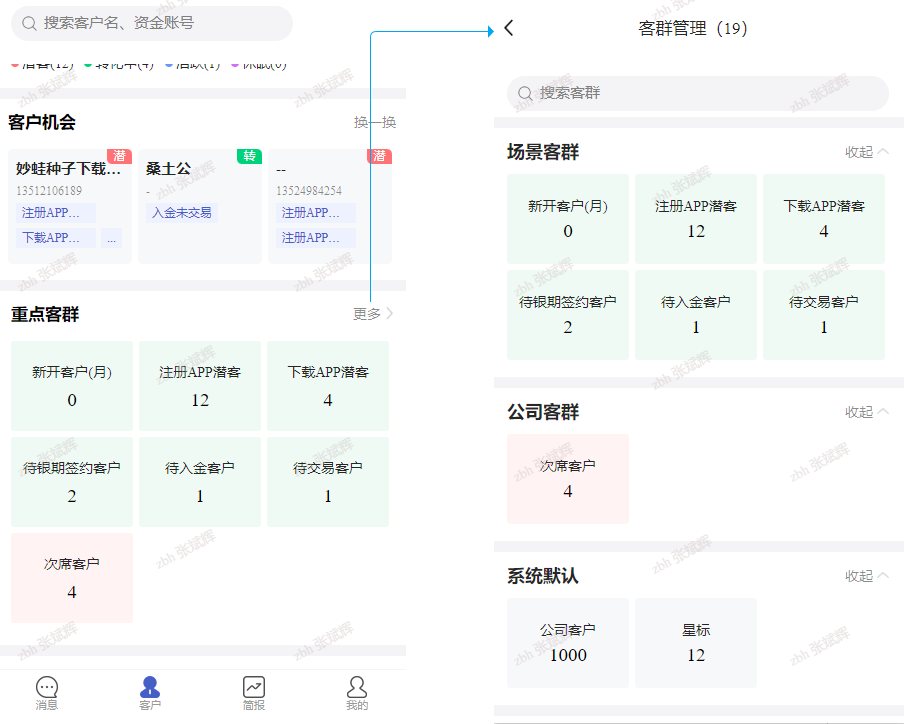 搜索客户名、资金账号
潜客(12) 转化中(4) 活跃(1) 休眠(0)
客户机会
换一换
潜
妙蛙种子下载...
13512106189
注册APP...
下载APP...
...
转
桑土公
-
入金未交易
潜
--
13524984254
注册APP...
注册APP...
重点客群
更多
新开客户(月)
0
注册APP潜客
12
下载APP潜客
4
待银期签约客户
2
待入金客户
1
待交易客户
1
次席客户
4
消息
客户
简报
我的
客群管理（19）
搜索客群
场景客群
收起
新开客户(月)
0
注册APP潜客
12
下载APP潜客
4
待银期签约客户
2
待入金客户
1
待交易客户
1
公司客群
收起
次席客户
4
系统默认
收起
公司客户
1000
星标
12
zbh 张斌辉